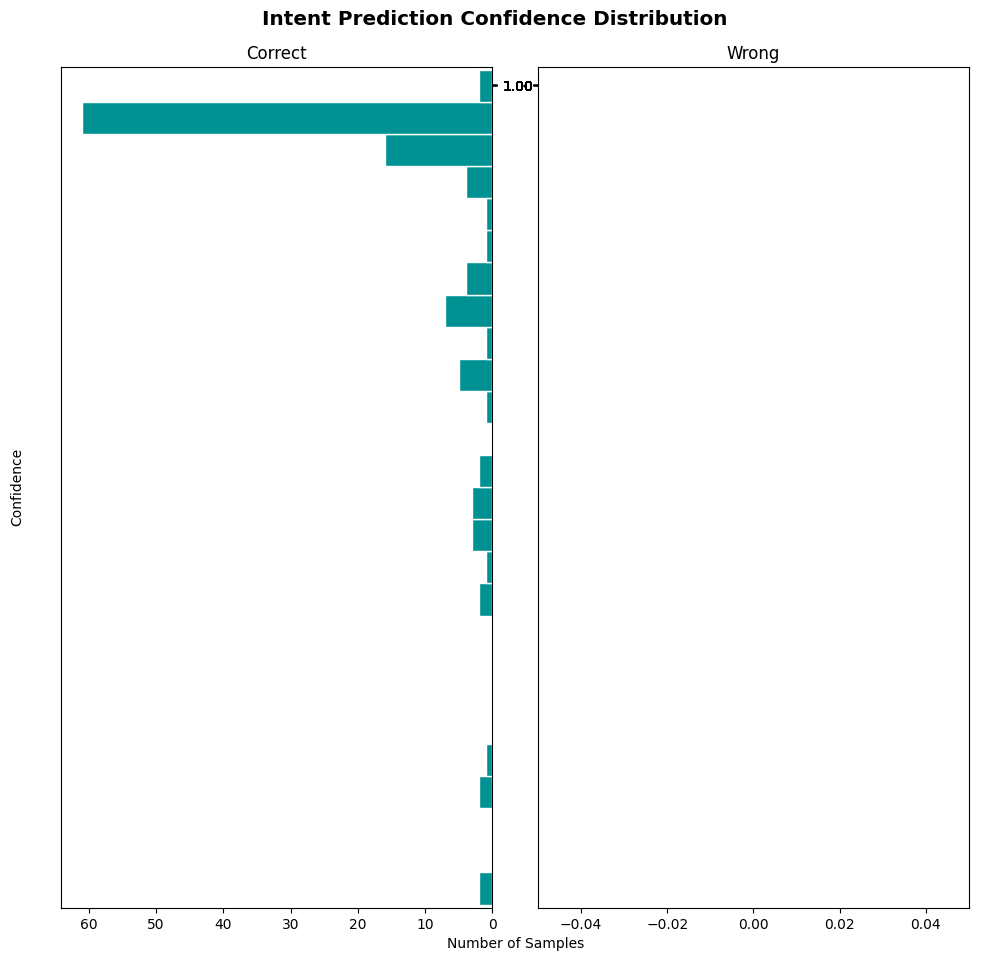 Intent Prediction Confidence Distribution
Correct
Wrong
1.00
Confidence
60 50 40 30 20 10 0
−0.04 −0.02 0.00 0.02 0.04
Number of Samples